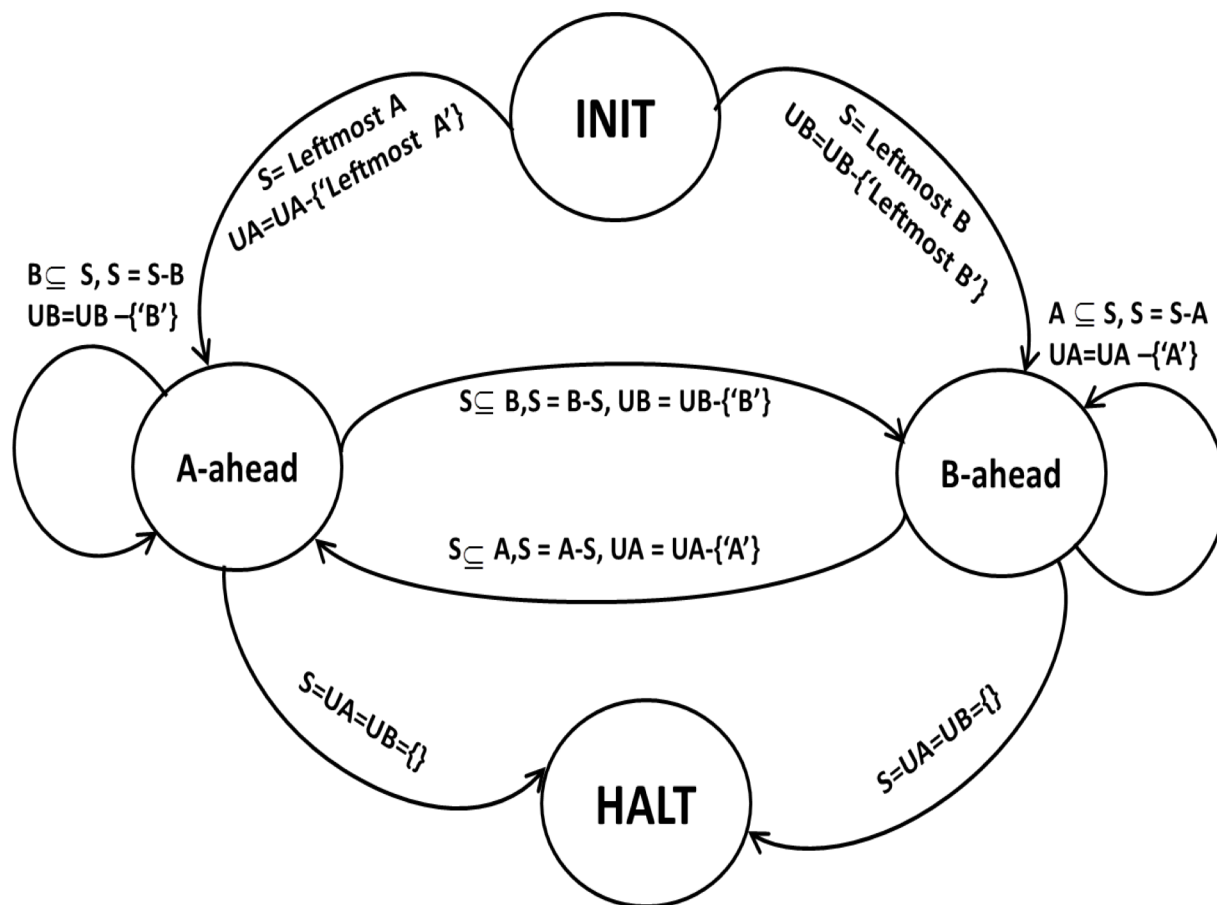 INIT
S= Leftmost A
UA=UA-{‘Leftmost A’}
S= Leftmost B
UB=UB-{‘Leftmost B’}
B⊆ S, S = S-B
UB=UB –{‘B’}
A ⊆ S, S = S-A
UA=UA –{‘A’}
S⊆ B,S = B-S, UB = UB-{‘B’}
A-ahead
B-ahead
S⊆ A,S = A-S, UA = UA-{‘A’}
S=UA=UB={}
S=UA=UB={}
HALT